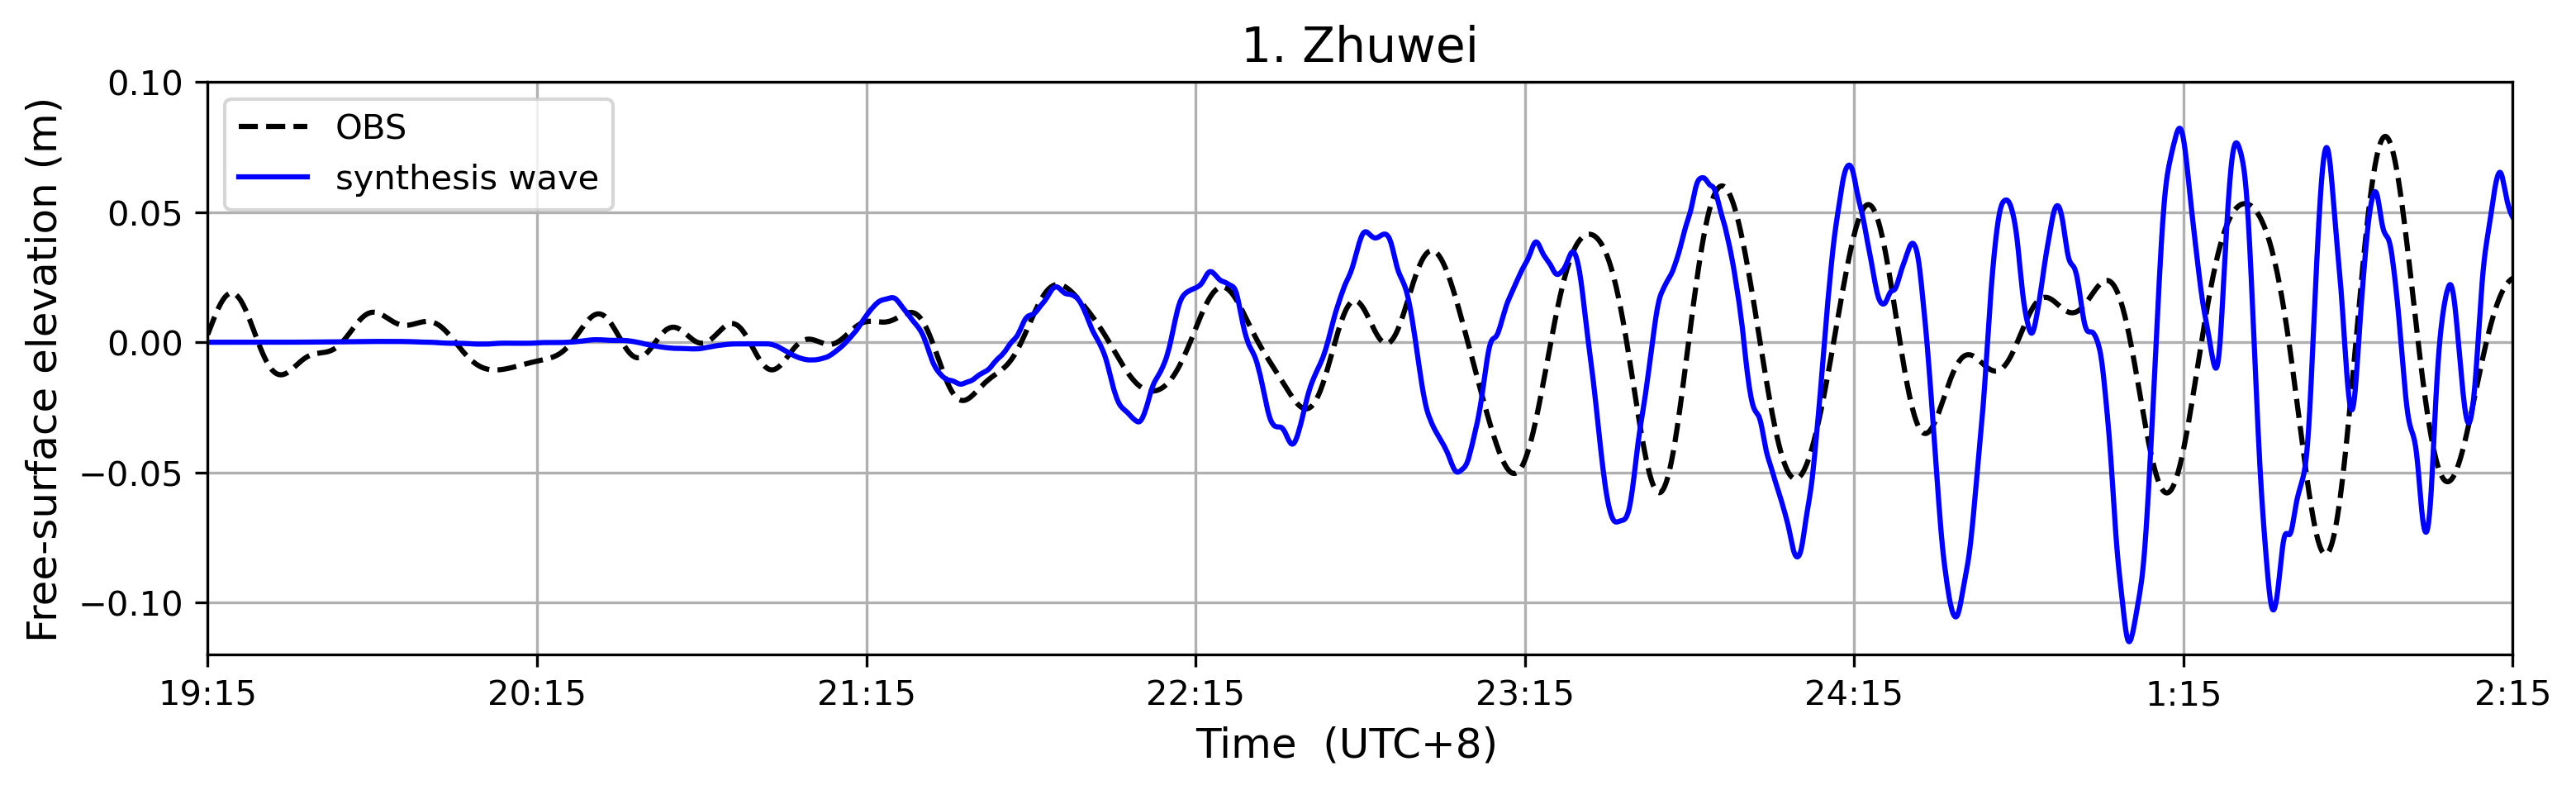 1. Zhuwei
Free-surface elevation (m)
0.10
0.05
0.00
−0.05
−0.10
OBS
synthesis wave
19:15 20:15 21:15 22:15 23:15 24:15 1:15 2:15
Time (UTC+8)